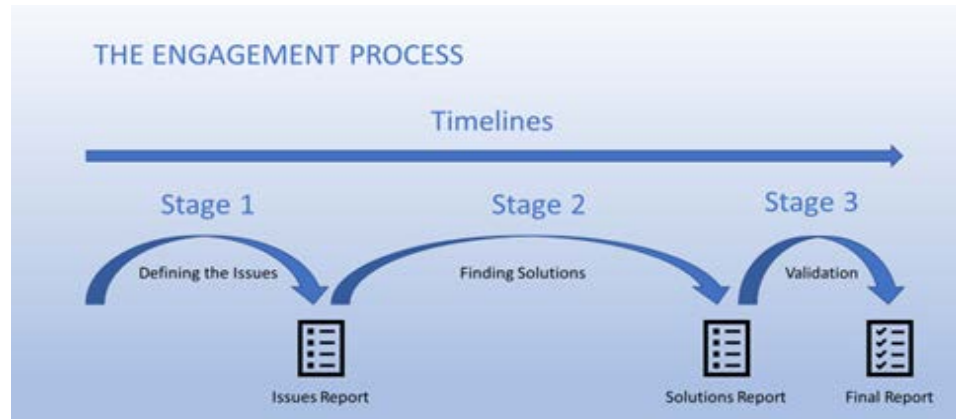 THE ENGAGEMENT PROCESS
Timelines
Stage 1
Stage 2
Stage 3
Defining the Issues
Finding Solutions
Validation
Issues Report
Solutions Report
Final Report